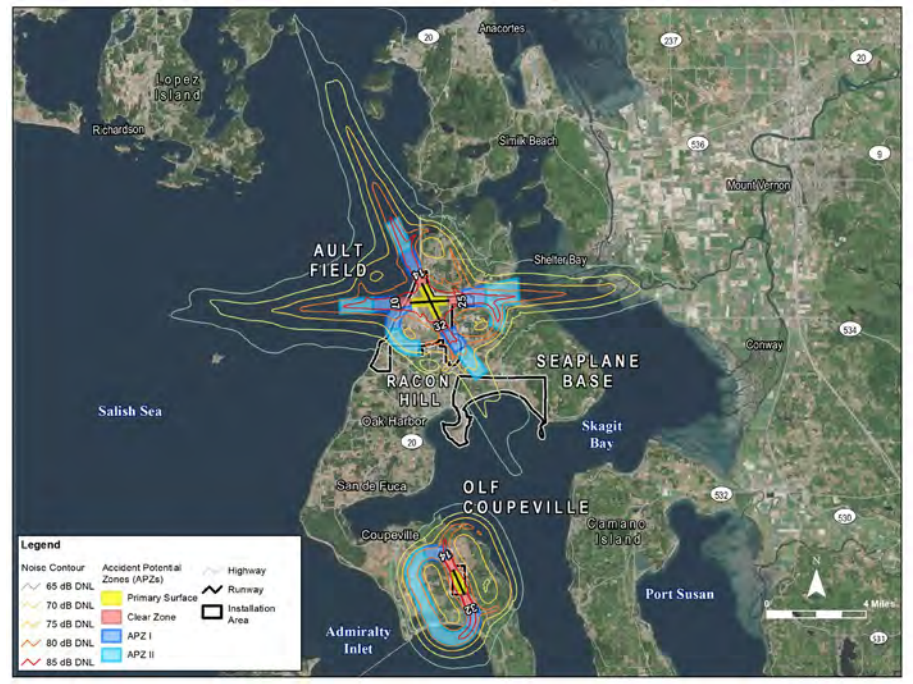 20
Anacortes
237
20
Lopez
Island
Richardson
Similk Beach
536
9
Mount Vernon
AULT
FIELD
Shelter Bay
14
07
25
32
534
Conway
SEAPLANE
BASE
RACON
HILL
Salish Sea
Oak Harbor
Skagit
Bay
20
San de Fuca
OLF
COUPEVILLE
532
530
Coupeville
Camano
Island
14
32
Port Susan
N
0
4 Miles
531
Admiralty
Inlet
Legend
Noise Contour
65 dB DNL
70 dB DNL
75 dB DNL
80 dB DNL
85 dB DNL
Accident Potential
Zones (APZs)
Primary Surface
Clear Zone
APZ I
APZ II
Highway
Runway
Installation
Area